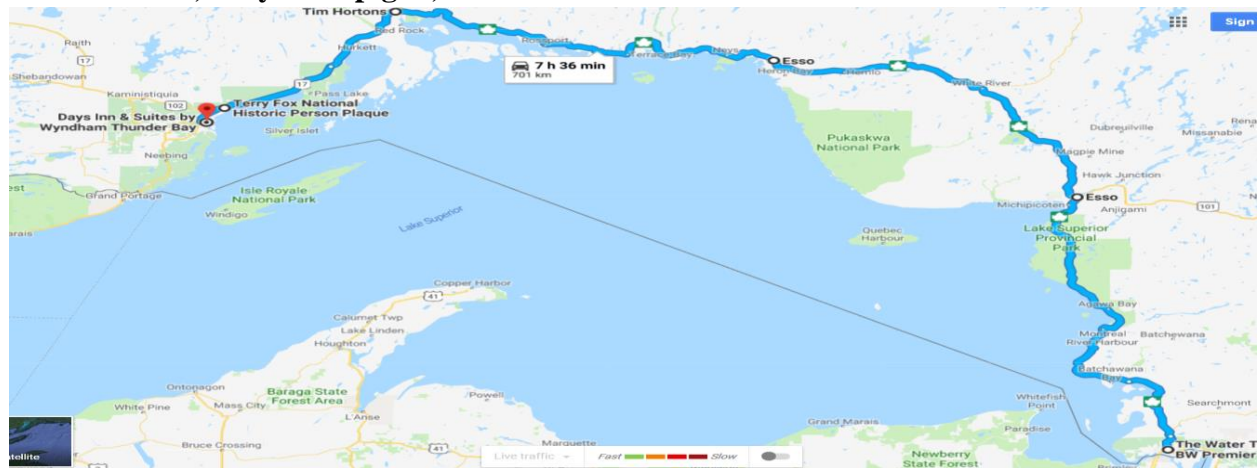 Tim Hortons
Sign
Red Rock
Rossport
Raith
17
Hurkett
Terrace Bay
Neys
Esso
7 h 36 min
701 km
Heron Bay
Hemlo
White River
Shebandowan
17
Pass Lake
Kaministiquia
102
Terry Fox National
Historic Person Plaque
Days Inn & Suites by
Wyndham Thunder Bay
Silver Islet
Dubreuilville
Missanabie
Pukaskwa
National Park
Magpie Mine
Neebing
Hawk Junction
Grand Portage
Isle Royale
National Park
Michipicoten
Esso
Anjigami
101
Windigo
Lake Superior
Quebec
Harbour
Lake Superior
Provincial
Park
Copper Harbor
41
Agawa Bay
Calumet Twp
Lake Linden
Houghton
Montreal
River Harbour
Batchewana
Batchawana
Bay
Ontonagon
Baraga State
Forest Area
Powell
White Pine
Mass City
Whitefish
Point
Searchmont
L'Anse
Grand Marais
Paradise
Bruce Crossing
41
Marquette
Live traffic
Fast
Slow
Newberry
State Forest
The Water T
BW Premier